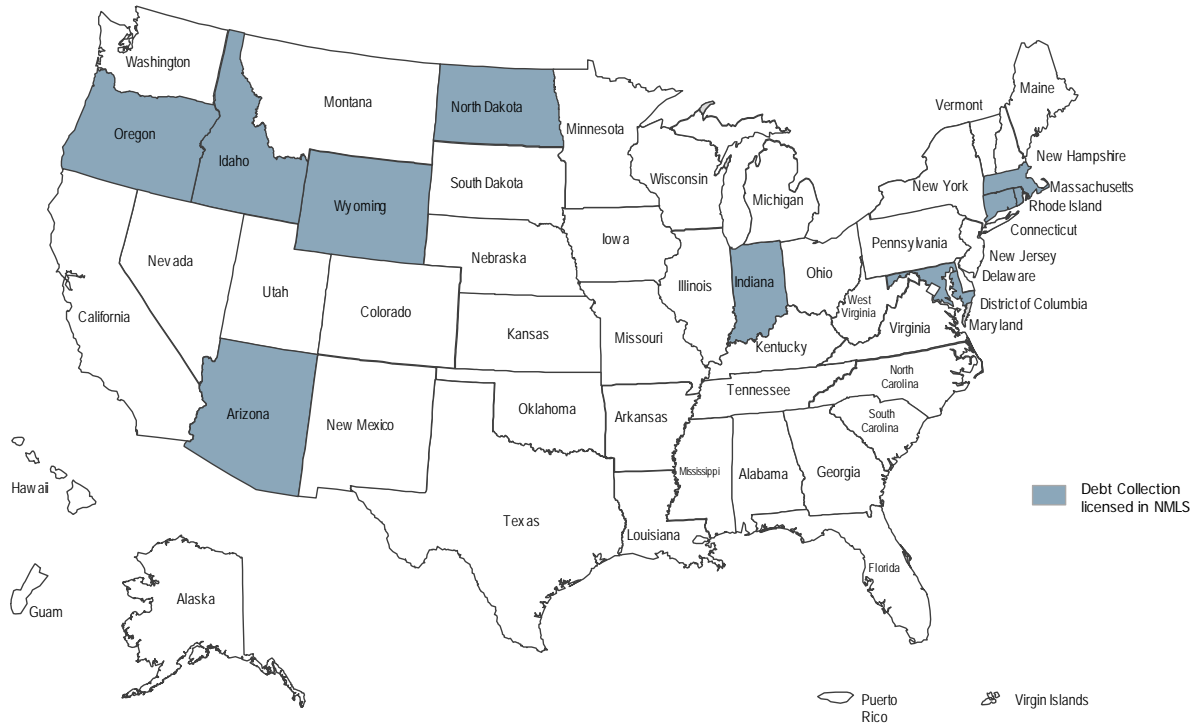 Washington
Montana
North Dakota
Minnesota
Vermont
Maine
Oregon
Idaho
Wyoming
South Dakota
Wisconsin
Michigan
New York
New Hampshire
Massachusetts
Rhode Island
Connecticut
Nevada
Utah
Colorado
Nebraska
Iowa
Illinois
Indiana
Ohio
Pennsylvania
New Jersey
Delaware
District of Columbia
Maryland
California
Kansas
Missouri
Kentucky
West
Virginia
Virginia
Arizona
New Mexico
Oklahoma
Arkansas
Tennessee
North
Carolina
South
Carolina
Mississippi
Alabama
Georgia
Hawaii
Texas
Louisiana
Florida
Debt Collection
licensed in NMLS
Guam
Alaska
Puerto
Rico
Virgin Islands